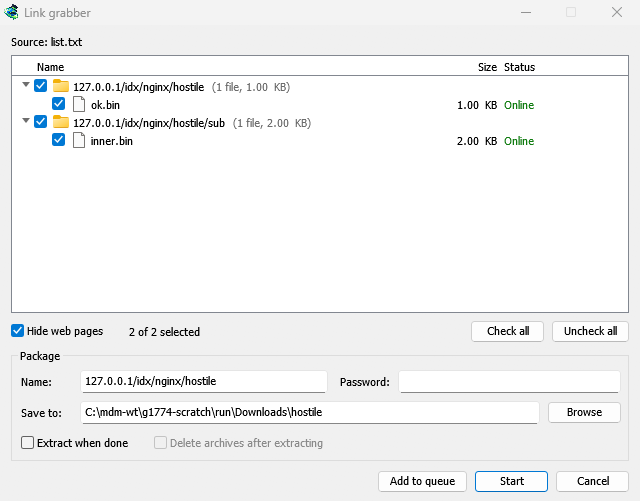 Link grabber
Source: list.txt
Name Size Status
127.0.0.1/idx/nginx/hostile (1 file, 1.00 KB)
ok.bin 1.00 KB Online
127.0.0.1/idx/nginx/hostile/sub (1 file, 2.00 KB)
inner.bin 2.00 KB Online
Hide web pages 2 of 2 selected Check all Uncheck all
Package
Name: 127.0.0.1/idx/nginx/hostile Password:
Save to: C:\mdm-wt\g1774-scratch\run\Downloads\hostile Browse
Extract when done Delete archives after extracting
Add to queue Start Cancel